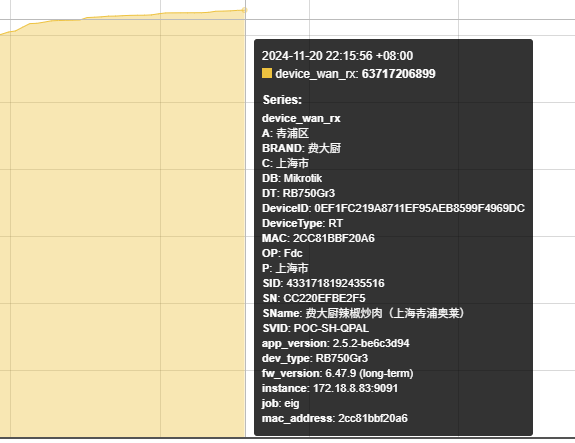 2024-11-20 22:15:56 +08:00
device_wan_rx: 63717206899
Series:
device_wan_rx
A: 青浦区
BRAND: 费大厨
C: 上海市
DB: Mikrotik
DT: RB750Gr3
DeviceID: 0EF1FC219A8711EF95AEB8599F4969DC
DeviceType: RT
MAC: 2CC81BBF20A6
OP: Fdc
P: 上海市
SID: 4331718192435516
SN: CC220EFBE2F5
SName: 费大厨辣椒炒肉（上海青浦奥莱）
SVID: POC-SH-QPAL
app_version: 2.5.2-be6c3d94
dev_type: RB750Gr3
fw_version: 6.47.9 (long-term)
instance: 172.18.8.83:9091
job: eig
mac_address: 2cc81bbf20a6